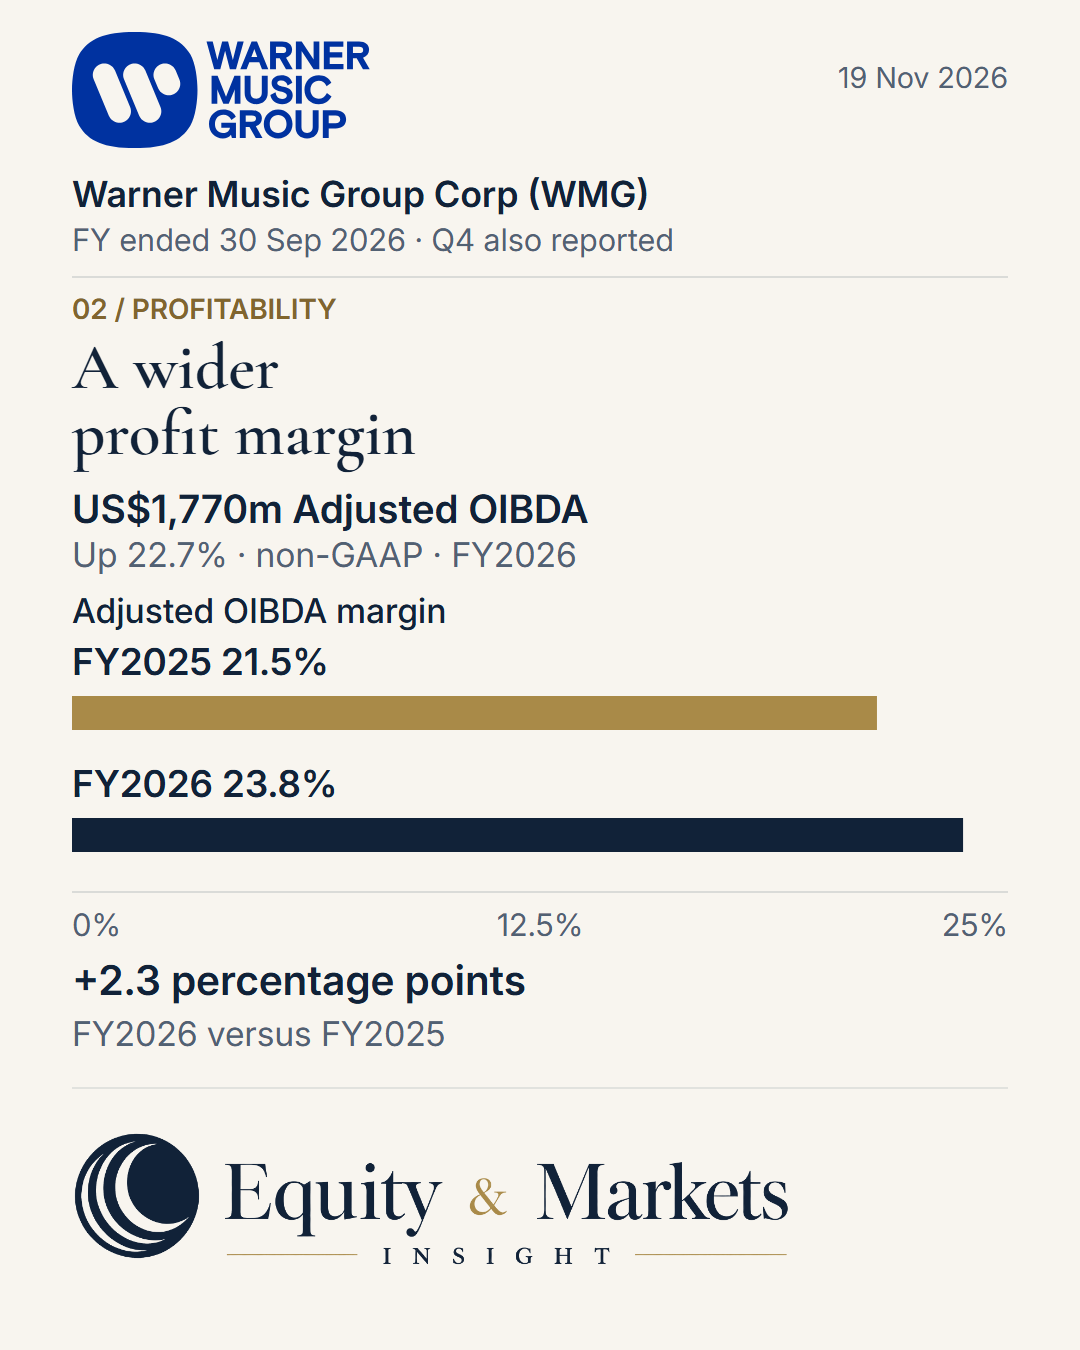 WARNER
MUSIC
GROUP
19 Nov 2026
Warner Music Group Corp (WMG)
FY ended 30 Sep 2026 · Q4 also reported
02 / PROFITABILITY
A wider
profit margin
US$1,770m Adjusted OIBDA
Up 22.7% · non-GAAP · FY2026
Adjusted OIBDA margin
FY2025 21.5%
FY2026 23.8%
0% 12.5% 25%
+2.3 percentage points
FY2026 versus FY2025
Equity & Markets
INSIGHT